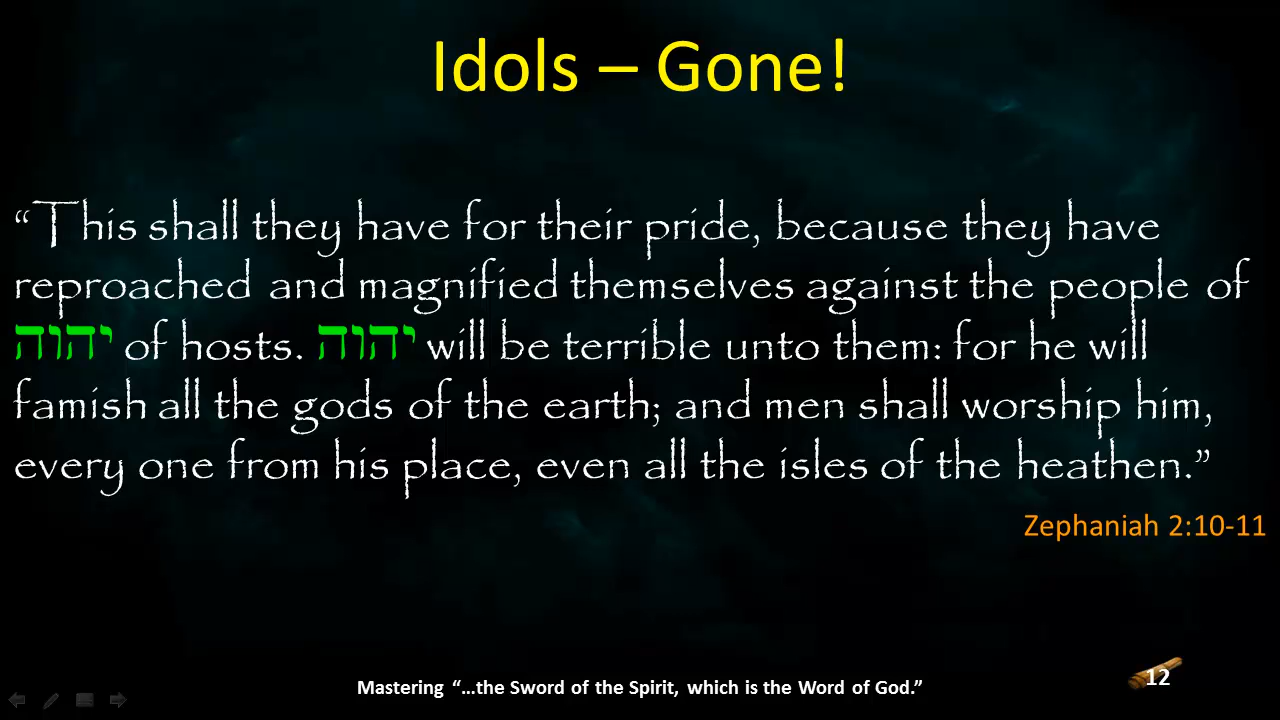 Idols – Gone!
“This shall they have for their pride, because they have
reproached and magnified themselves against the people of
יהוה of hosts. יהוה will be terrible unto them: for he will
famish all the gods of the earth; and men shall worship him,
every one from his place, even all the isles of the heathen.”
Zephaniah 2:10-11
Mastering “...the Sword of the Spirit, which is the Word of God.”
12